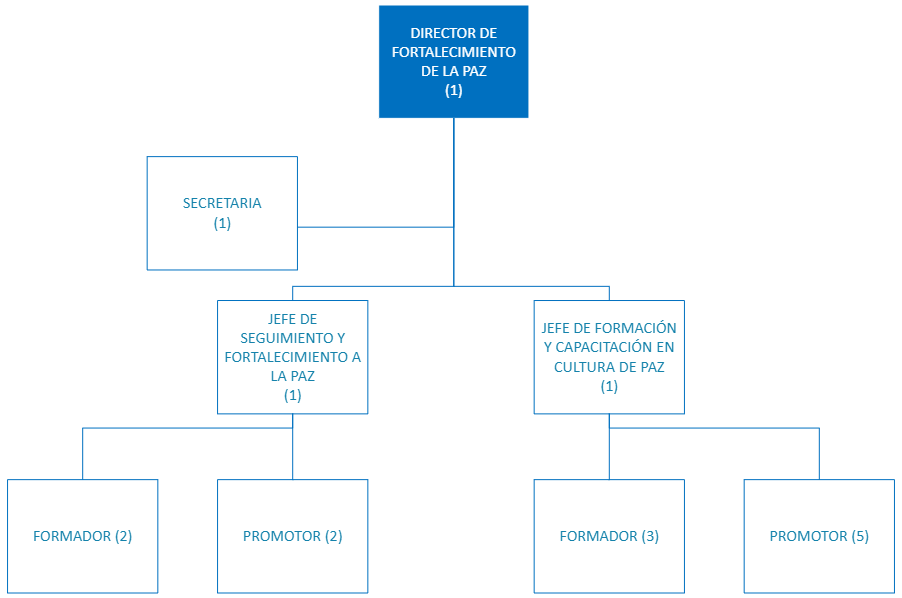 DIRECTOR DE
FORTALECIMIENTO
DE LA PAZ
(1)
SECRETARIA
(1)
JEFE DE
SEGUIMIENTO Y
FORTALECIMIENTO A
LA PAZ
(1)
JEFE DE FORMACIÓN
Y CAPACITACIÓN EN
CULTURA DE PAZ
(1)
FORMADOR (2)
PROMOTOR (2)
FORMADOR (3)
PROMOTOR (5)